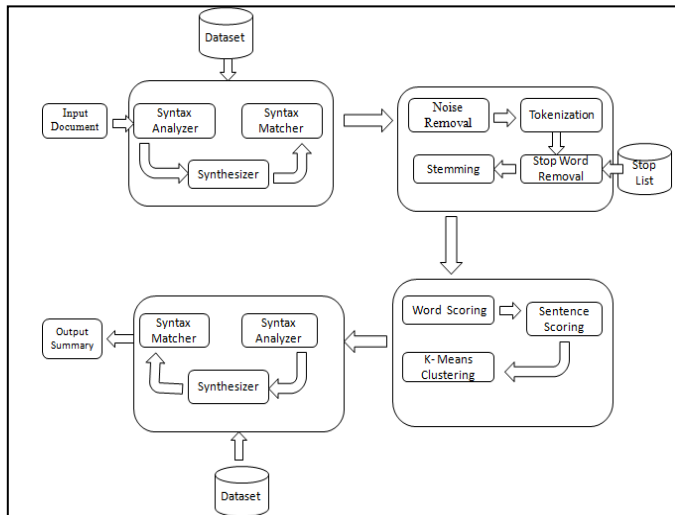 Dataset
Input
Document
Syntax
Analyzer
Syntax
Matcher
Synthesizer
Noise
Removal
Tokenization
Stemming
Stop Word
Removal
Stop
List
Word Scoring
Sentence
Scoring
K- Means
Clustering
Output
Summary
Syntax
Matcher
Syntax
Analyzer
Synthesizer
Dataset